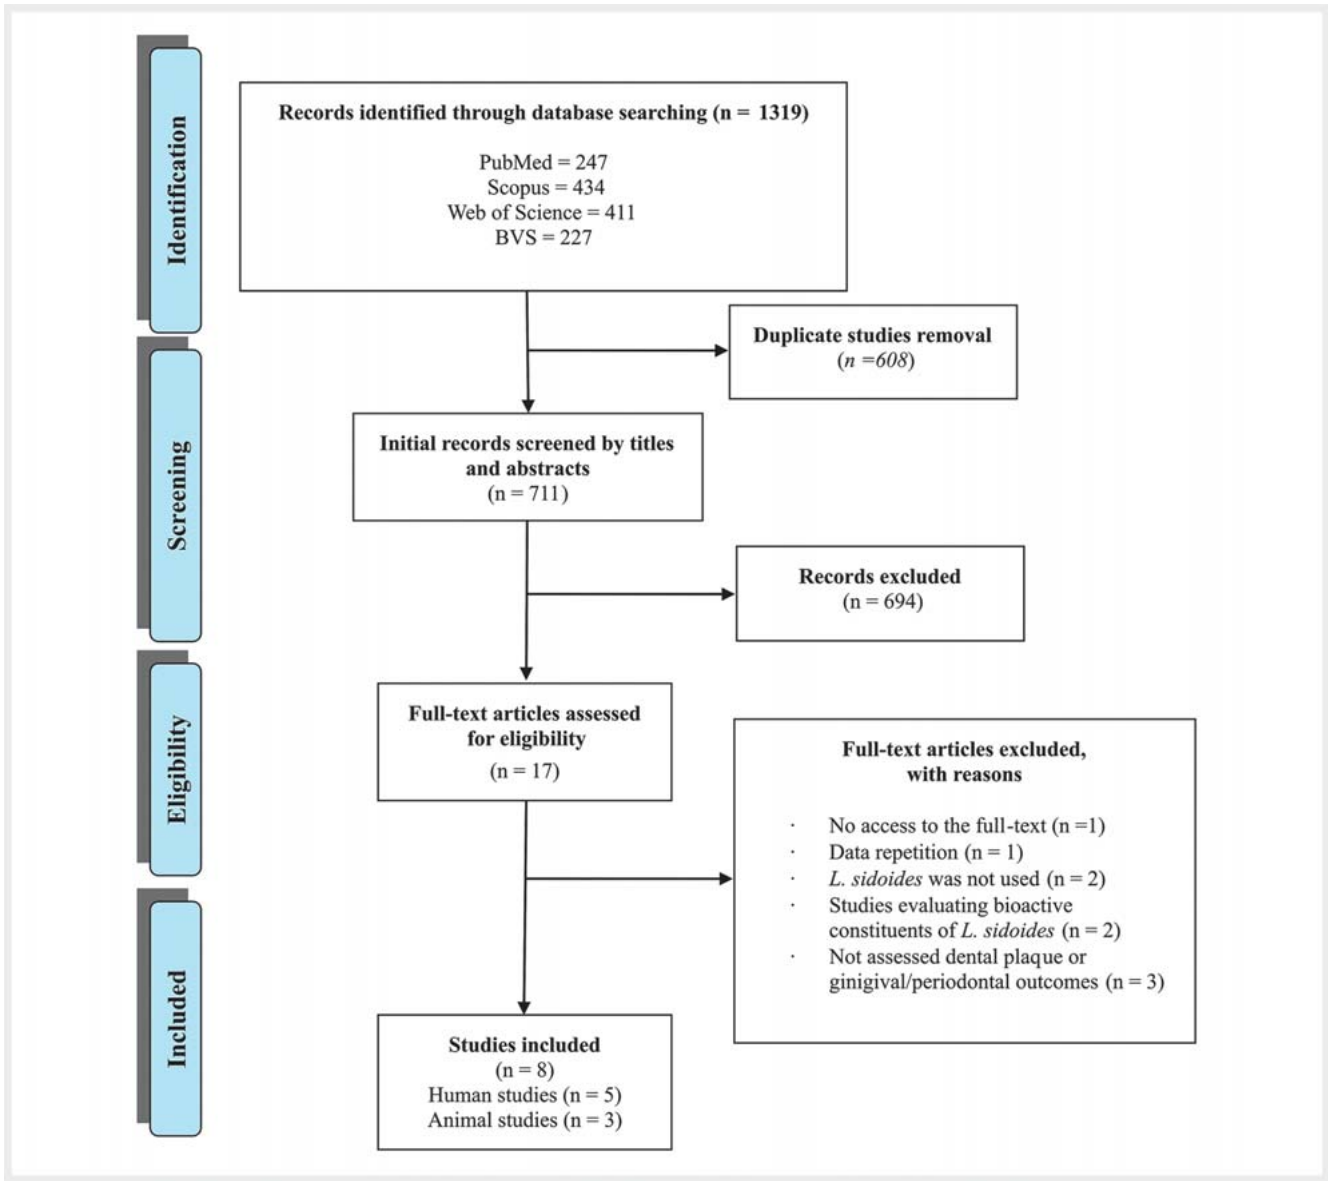 Identification
Records identified through database searching (n = 1319)
PubMed = 247
Scopus = 434
Web of Science = 411
BVS = 227
Duplicate studies removal
(n =608)
Screening
Initial records screened by titles
and abstracts
(n = 711)
Records excluded
(n = 694)
Eligibility
Full-text articles assessed
for eligibility
(n = 17)
Full-text articles excluded,
with reasons
· No access to the full-text (n =1)
· Data repetition (n = 1)
· L. sidoides was not used (n = 2)
· Studies evaluating bioactive
constituents of L. sidoides (n = 2)
· Not assessed dental plaque or
ginigival/periodontal outcomes (n = 3)
Included
Studies included
(n = 8)
Human studies (n = 5)
Animal studies (n = 3)